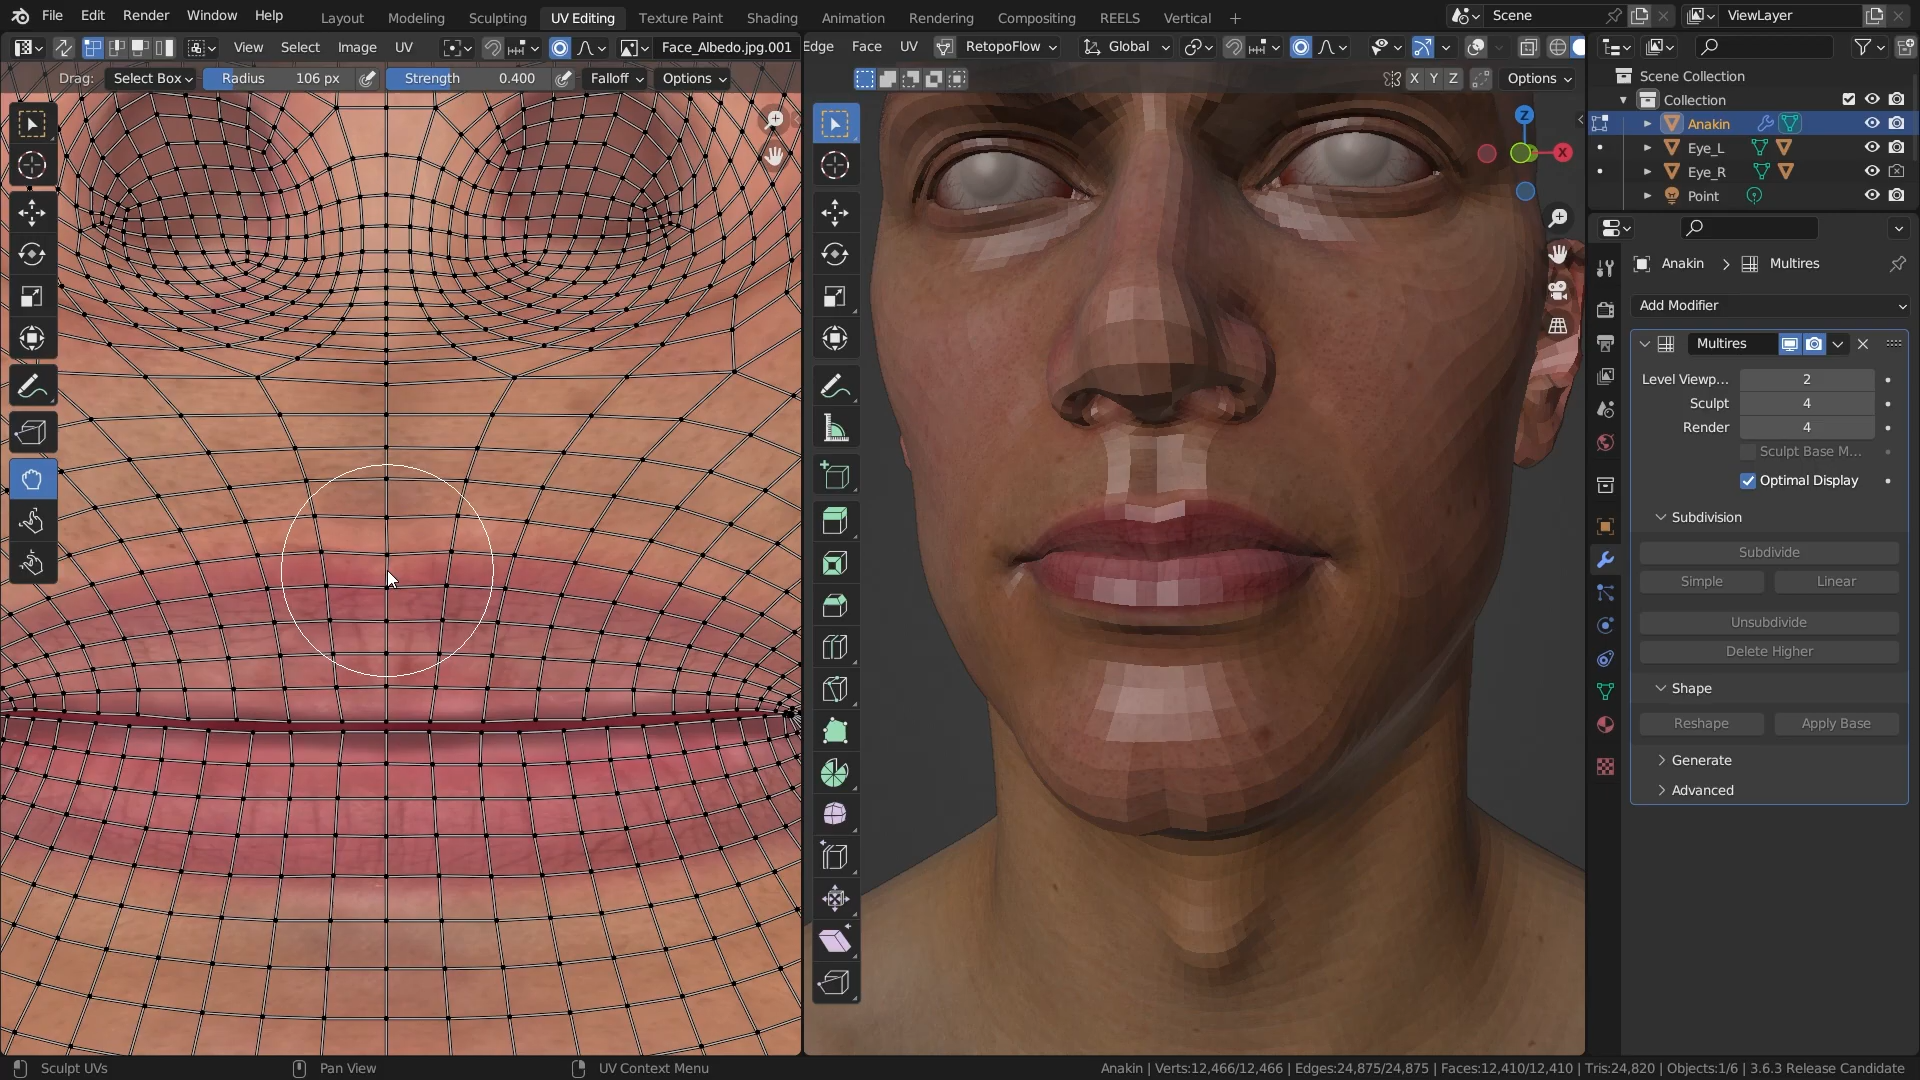 File Edit Render Window Help Layout Modeling Sculpting UV Editing Texture Paint Shading Animation Rendering Compositing REELS Vertical + Scene ViewLayer
View Select Image UV Face_Albedo.jpg.001 Edge Face UV RetopoFlow Global
Drag: Select Box Radius 106 px Strength 0.400 Falloff Options X Y Z Options
Scene Collection
Collection
Anakin
Eye_L
Eye_R
Point
Z
X
Anakin > Multires
Add Modifier
Multires
Level Viewp... 2
Sculpt 4
Render 4
Sculpt Base M...
Optimal Display
Subdivision
Subdivide
Simple Linear
Unsubdivide
Delete Higher
Shape
Reshape Apply Base
Generate
Advanced
Sculpt UVs Pan View UV Context Menu Anakin | Verts:12,466/12,466 | Edges:24,875/24,875 | Faces:12,410/12,410 | Tris:24,820 | Objects:1/6 | 3.6.3 Release Candidate